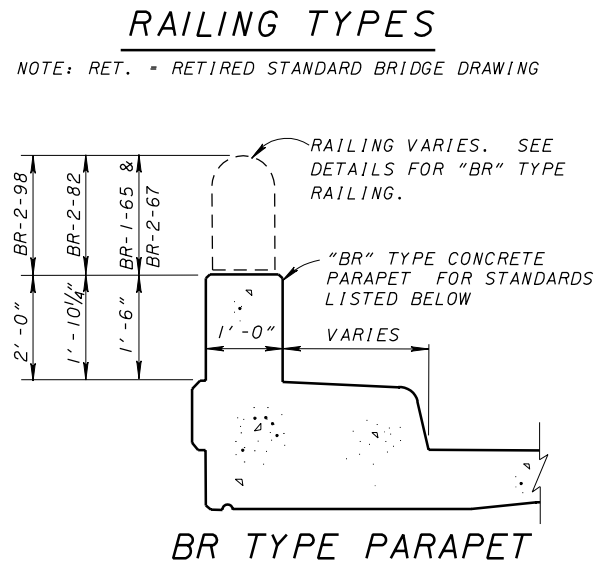 RAILING TYPES
NOTE: RET. = RETIRED STANDARD BRIDGE DRAWING
RAILING VARIES. SEE
DETAILS FOR "BR" TYPE
RAILING.
BR-2-98
BR-2-82
BR-1-65 &
BR-2-67
"BR" TYPE CONCRETE
PARAPET FOR STANDARDS
LISTED BELOW
2'-0"
1'-10¼"
1'-6"
1'-0"
VARIES
BR TYPE PARAPET